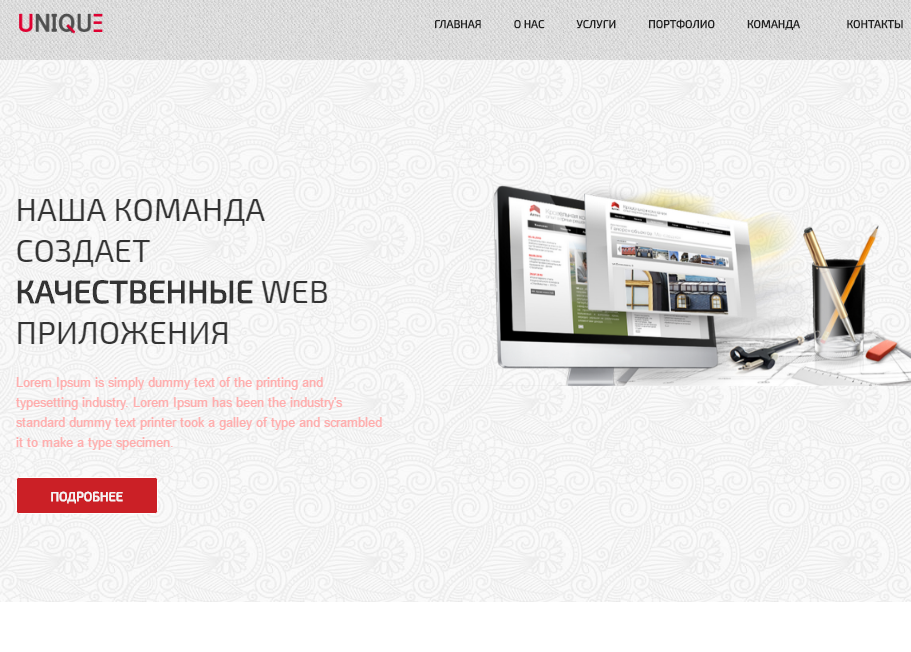 UNIQUE
ГЛАВНАЯ О НАС УСЛУГИ ПОРТФОЛИО КОМАНДА КОНТАКТЫ
НАША КОМАНДА
СОЗДАЕТ
КАЧЕСТВЕННЫЕ WEB
ПРИЛОЖЕНИЯ
Lorem Ipsum is simply dummy text of the printing and
typesetting industry. Lorem Ipsum has been the industry's
standard dummy text printer took a galley of type and scrambled
it to make a type specimen.
ПОДРОБНЕЕ